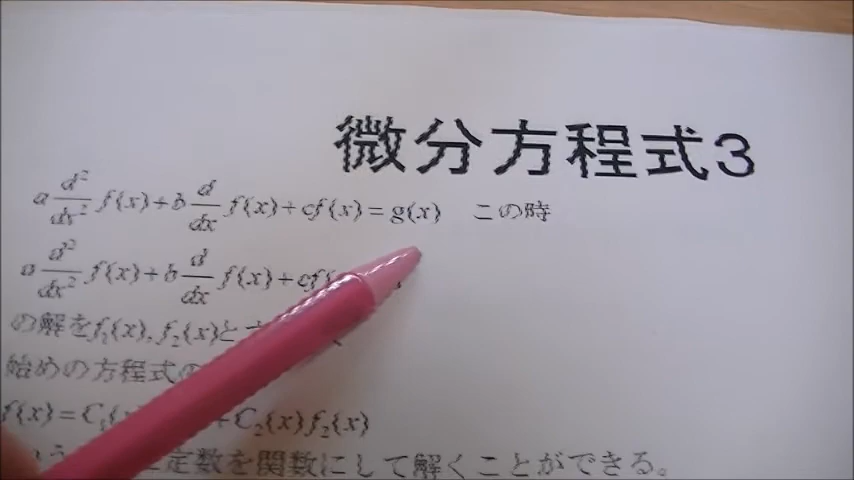 微分方程式3
a d²/dx² f(x)+b d/dx f(x)+cf(x)=g(x) この時
a d²/dx² f(x)+b d/dx f(x)+cf(
の解をf₁(x), f₂(x)と
始めの方程式の
f(x)=C₁( +C₂(x)f₂(x)
定数を関数にして解くことができる。